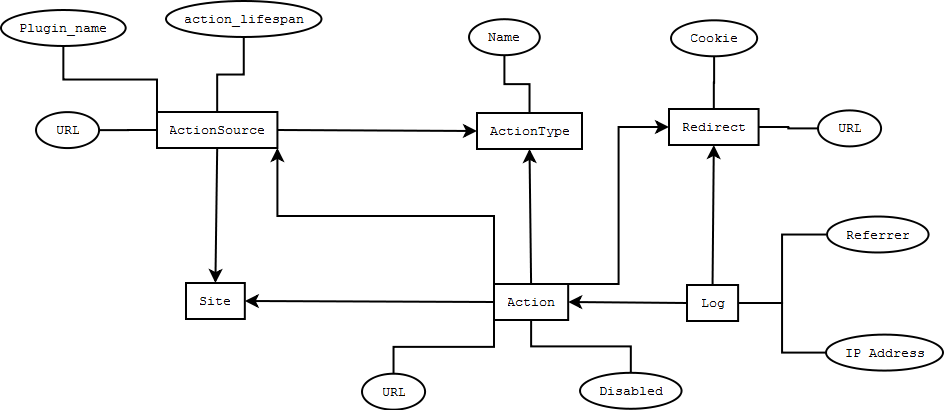 Plugin_name
action_lifespan
Name
Cookie
URL
ActionSource
ActionType
Redirect
URL
Referrer
Site
Action
Log
IP Address
URL
Disabled